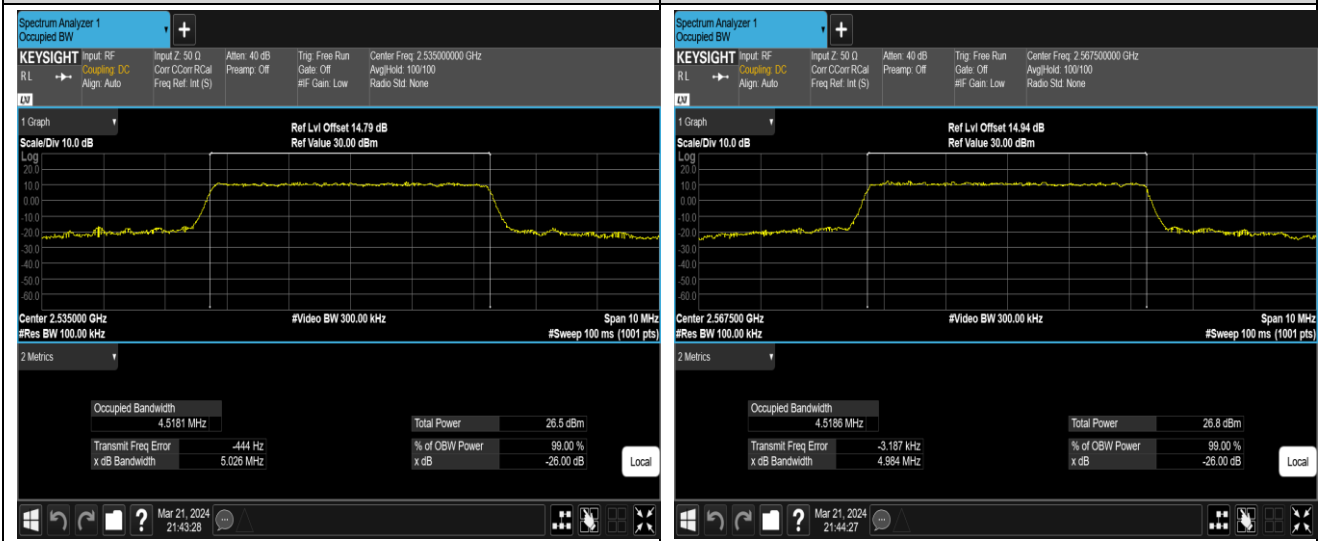 Spectrum Analyzer 1
Occupied BW
+
KEYSIGHT
RL
LXI
Input: RF
Coupling: DC
Align: Auto
Input Z: 50 Ω
Corr CCorr RCal
Freq Ref: Int (S)
Atten: 40 dB
Preamp: Off
Trig: Free Run
Gate: Off
#IF Gain: Low
Center Freq: 2.535000000 GHz
Avg|Hold: 100/100
Radio Std: None
1 Graph
Scale/Div 10.0 dB
Ref Lvl Offset 14.79 dB
Ref Value 30.00 dBm
Log
20.0
10.0
0.00
-10.0
-20.0
-30.0
-40.0
-50.0
-60.0
Center 2.535000 GHz
#Res BW 100.00 kHz
#Video BW 300.00 kHz
Span 10 MHz
#Sweep 100 ms (1001 pts)
2 Metrics
Occupied Bandwidth
4.5181 MHz
Transmit Freq Error -444 Hz
x dB Bandwidth 5.026 MHz
Total Power 26.5 dBm
% of OBW Power 99.00 %
x dB -26.00 dB
Local
?
Mar 21, 2024
21:43:28
Spectrum Analyzer 1
Occupied BW
+
KEYSIGHT
RL
LXI
Input: RF
Coupling: DC
Align: Auto
Input Z: 50 Ω
Corr CCorr RCal
Freq Ref: Int (S)
Atten: 40 dB
Preamp: Off
Trig: Free Run
Gate: Off
#IF Gain: Low
Center Freq: 2.567500000 GHz
Avg|Hold: 100/100
Radio Std: None
1 Graph
Scale/Div 10.0 dB
Ref Lvl Offset 14.94 dB
Ref Value 30.00 dBm
Log
20.0
10.0
0.00
-10.0
-20.0
-30.0
-40.0
-50.0
-60.0
Center 2.567500 GHz
#Res BW 100.00 kHz
#Video BW 300.00 kHz
Span 10 MHz
#Sweep 100 ms (1001 pts)
2 Metrics
Occupied Bandwidth
4.5186 MHz
Transmit Freq Error -3.187 kHz
x dB Bandwidth 4.984 MHz
Total Power 26.8 dBm
% of OBW Power 99.00 %
x dB -26.00 dB
Local
?
Mar 21, 2024
21:44:27